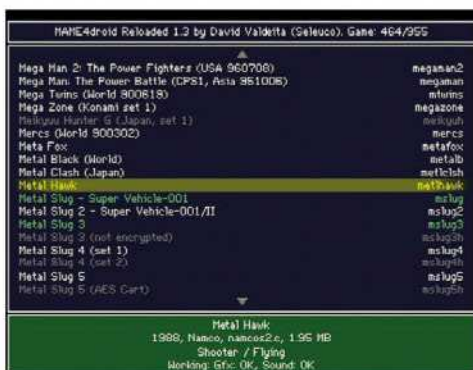 MAME4droid Reloaded 1.3 by David Valdeita (Seleuco). Game: 464/955
Mega Man 2: The Power Fighters (USA 960708) megaman2
Mega Man: The Power Battle (CPS1, Asia 951006) megaman
Mega Twins (World 900619) mtwins
Mega Zone (Konami set 1) megazone
Meikyuu Hunter G (Japan, set 1) meikyuh
Mercs (World 900302) mercs
Meta Fox metafox
Metal Black (World) metalb
Metal Clash (Japan) metlclsh
Metal Hawk metlhawk
Metal Slug - Super Vehicle-001 mslug
Metal Slug 2 - Super Vehicle-001/II mslug2
Metal Slug 3 mslug3
Metal Slug 3 (not encrypted) mslug3h
Metal Slug 4 (set 1) mslug4
Metal Slug 4 (set 2) mslug4h
Metal Slug 5 mslug5
Metal Slug 5 (AES Cart) mslug5h
Metal Hawk
1988, Namco, namcos2.c, 1.95 MB
Shooter / Flying
Working: Gfx: OK, Sound: OK